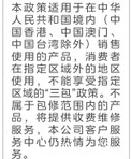 本政策适用于在中华
人民共和国境内（中
国香港、中国澳门、
中国台湾除外）销售
使用的产品，消费者
在指定区域外的地区
使用，不能享受指定
区域的“三包”政策。不
属于包修范围内的产
品，将提供收费维修
服务，本公司客户服
务中心仍热情为您服
务。